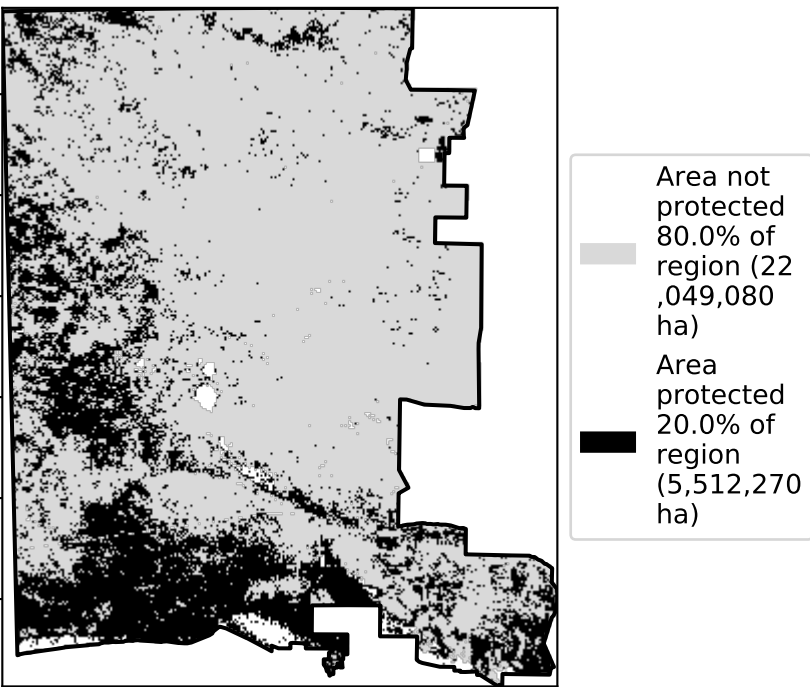 Area not
protected
80.0% of
region (22
,049,080
ha)
Area
protected
20.0% of
region
(5,512,270
ha)